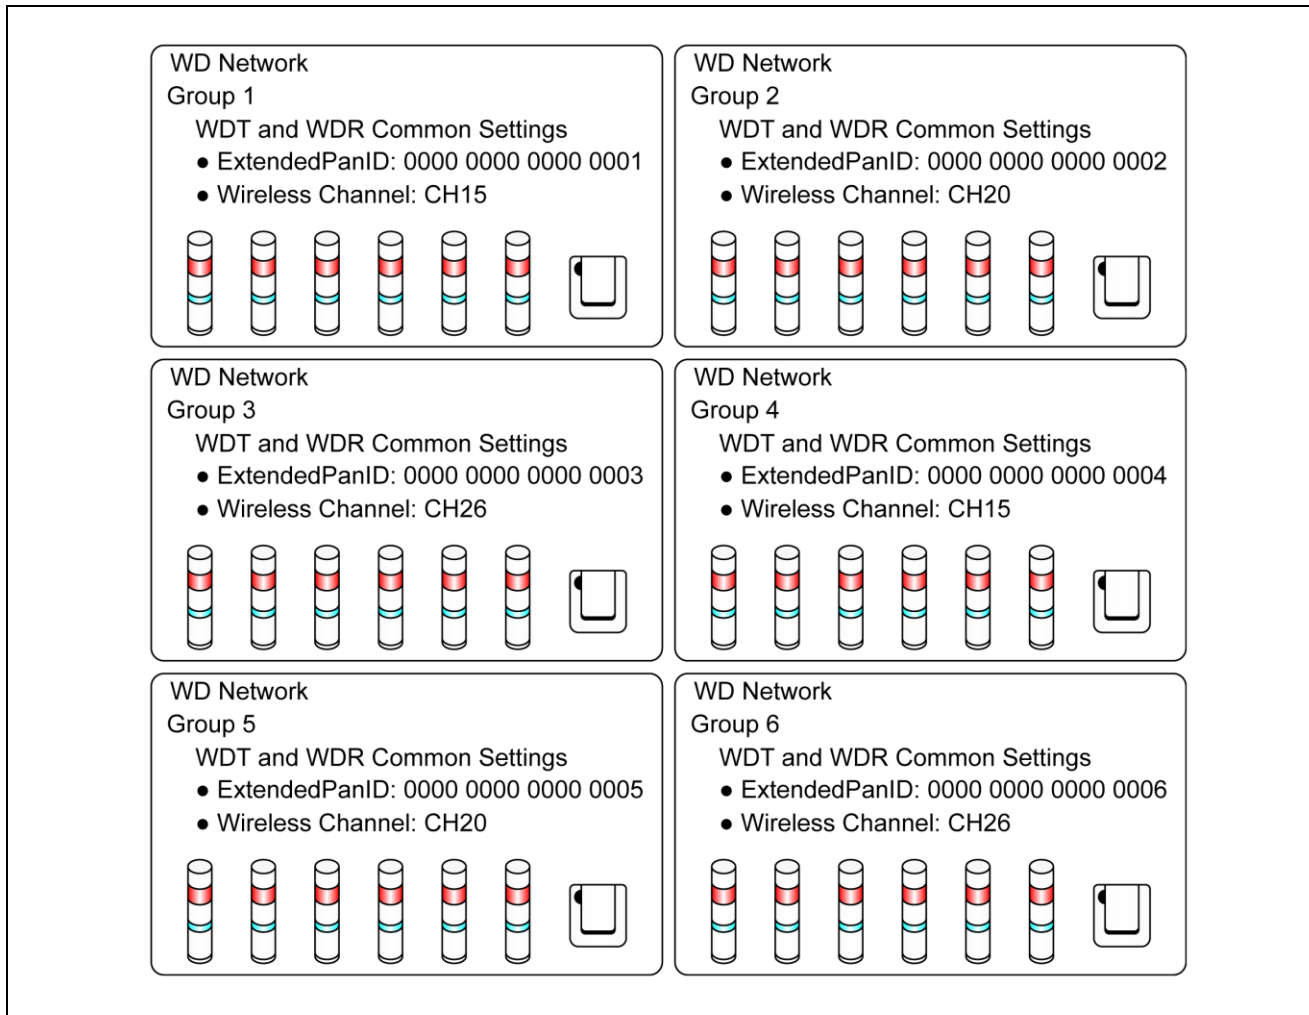 WD Network
Group 1
WDT and WDR Common Settings
● ExtendedPanID: 0000 0000 0000 0001
● Wireless Channel: CH15
WD Network
Group 2
WDT and WDR Common Settings
● ExtendedPanID: 0000 0000 0000 0002
● Wireless Channel: CH20
WD Network
Group 3
WDT and WDR Common Settings
● ExtendedPanID: 0000 0000 0000 0003
● Wireless Channel: CH26
WD Network
Group 4
WDT and WDR Common Settings
● ExtendedPanID: 0000 0000 0000 0004
● Wireless Channel: CH15
WD Network
Group 5
WDT and WDR Common Settings
● ExtendedPanID: 0000 0000 0000 0005
● Wireless Channel: CH20
WD Network
Group 6
WDT and WDR Common Settings
● ExtendedPanID: 0000 0000 0000 0006
● Wireless Channel: CH26